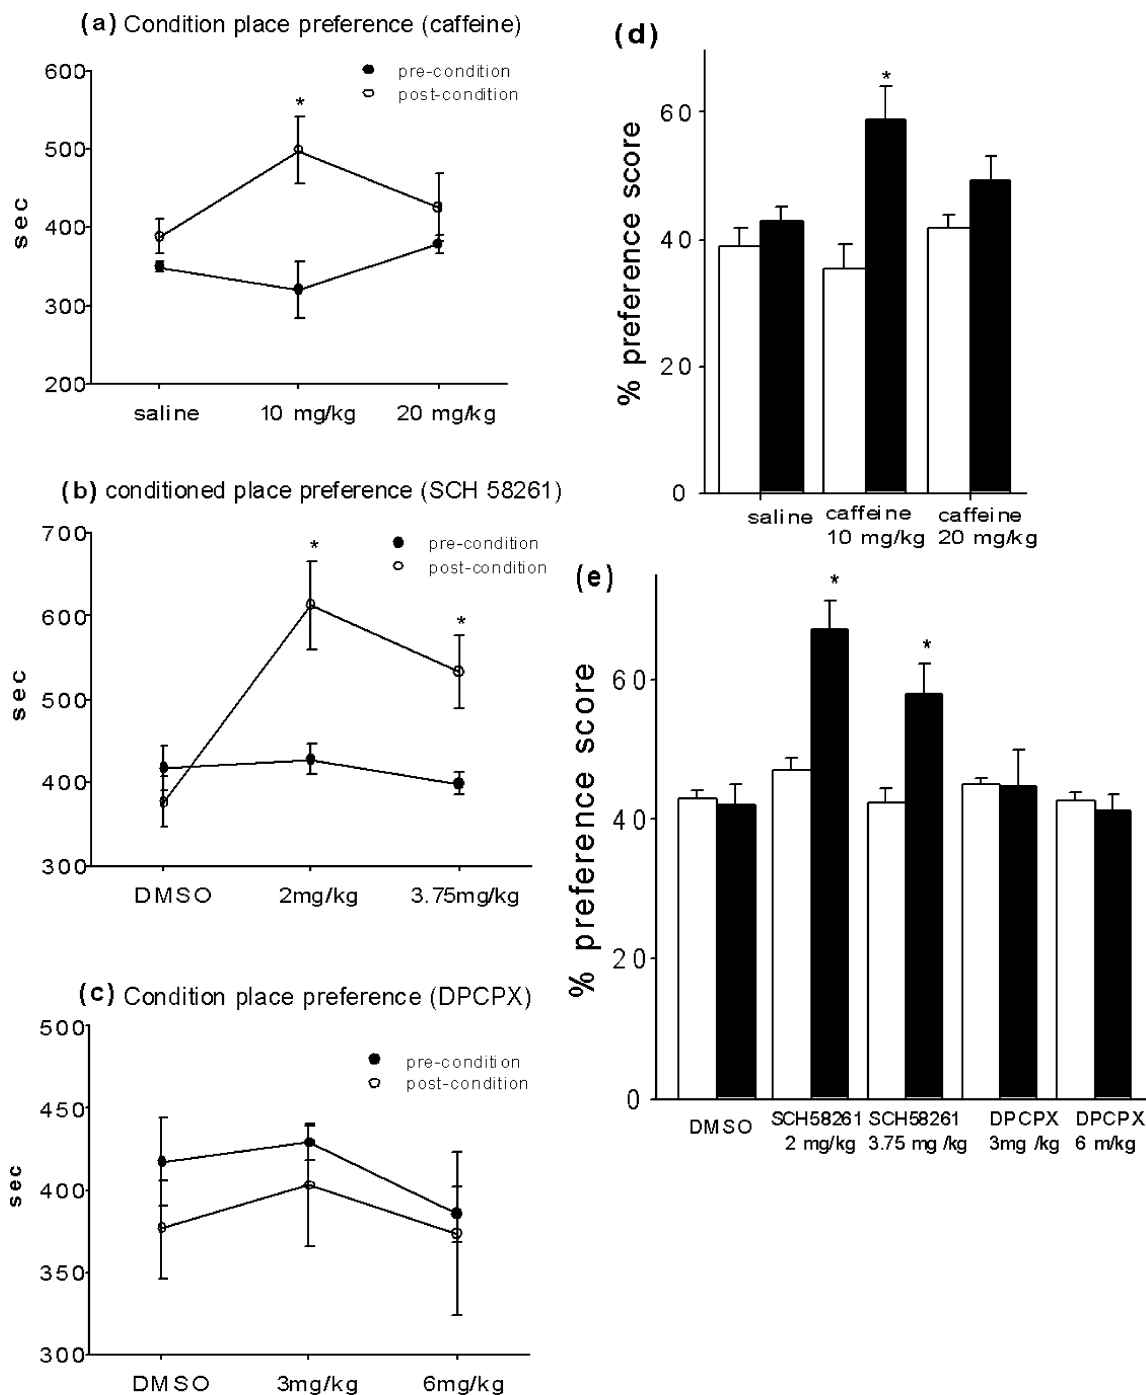 (a) Condition place preference (caffeine)
600
500
400
300
200
sec
pre-condition
post-condition
*
saline
10 mg/kg
20 mg/kg
(b) conditioned place preference (SCH 58261)
700
600
500
400
300
sec
pre-condition
post-condition
*
*
DMSO
2mg/kg
3.75mg/kg
(c) Condition place preference (DPCPX)
500
450
400
350
300
sec
pre-condition
post-condition
DMSO
3mg/kg
6mg/kg
(d)
60
40
20
0
% preference score
*
saline
caffeine
10 mg/kg
caffeine
20 mg/kg
(e)
60
40
20
0
% preference score
*
*
DMSO
SCH58261
2 mg/kg
SCH58261
3.75 mg /kg
DPCPX
3mg /kg
DPCPX
6 m/kg